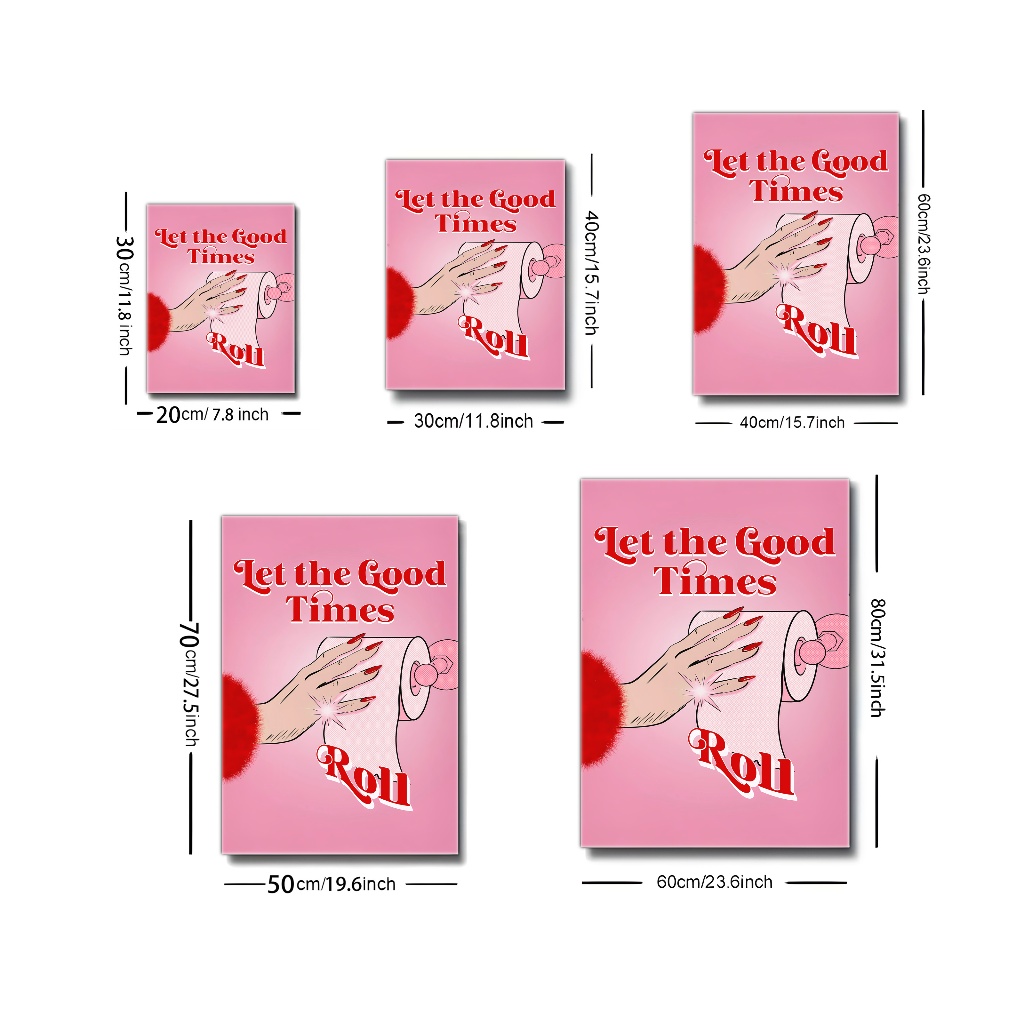 Let the Good
Times
Roll
30cm/11.8 inch
20cm/ 7.8 inch
Let the Good
Times
Roll
40cm/15.7inch
30cm/11.8inch
Let the Good
Times
Roll
60cm/23.6inch
40cm/15.7inch
Let the Good
Times
Roll
70cm/27.5inch
50cm/19.6inch
Let the Good
Times
Roll
80cm/31.5inch
60cm/23.6inch